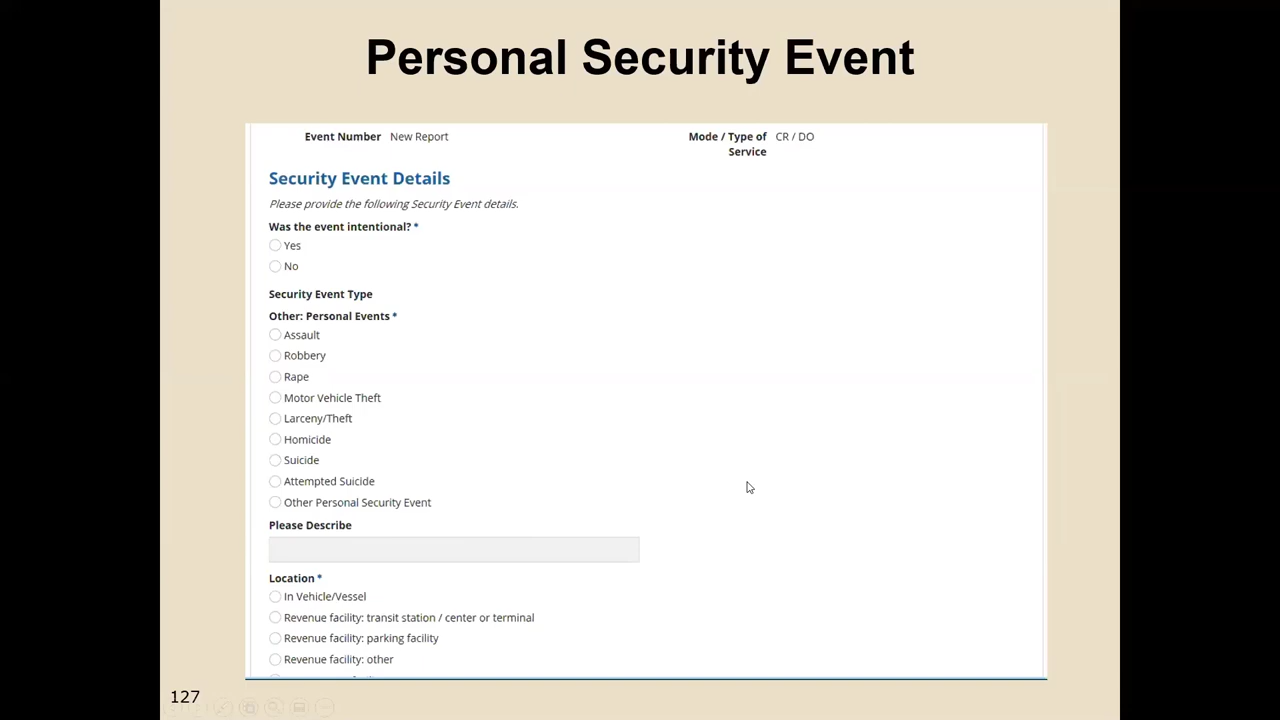 Personal Security Event
Event Number New Report
Mode / Type of Service CR / DO
Security Event Details
Please provide the following Security Event details.
Was the event intentional? *
Yes
No
Security Event Type
Other: Personal Events *
Assault
Robbery
Rape
Motor Vehicle Theft
Larceny/Theft
Homicide
Suicide
Attempted Suicide
Other Personal Security Event
Please Describe
Location *
In Vehicle/Vessel
Revenue facility: transit station / center or terminal
Revenue facility: parking facility
Revenue facility: other
127